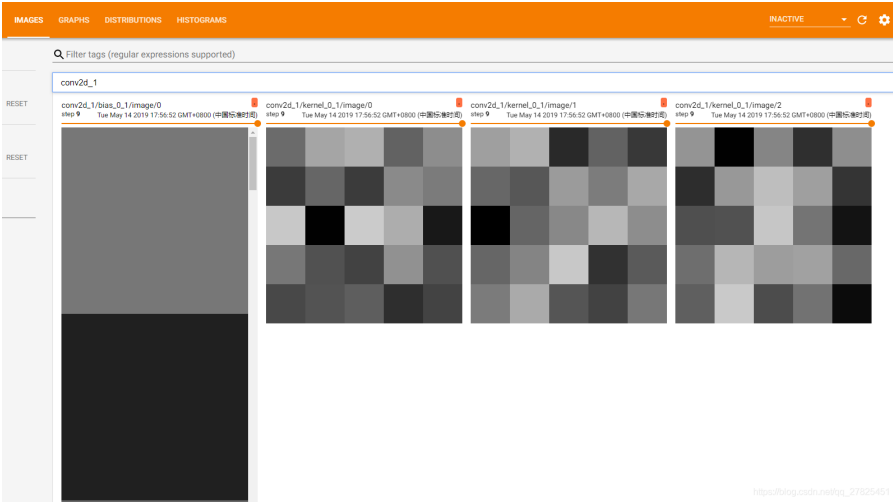 IMAGES GRAPHS DISTRIBUTIONS HISTOGRAMS INACTIVE
Filter tags (regular expressions supported)
conv2d_1
RESET
RESET
conv2d_1/bias_0_1/image/0
step 9 Tue May 14 2019 17:56:52 GMT+0800 (中国标准时间)
conv2d_1/kernel_0_1/image/0
step 9 Tue May 14 2019 17:56:52 GMT+0800 (中国标准时间)
conv2d_1/kernel_0_1/image/1
step 9 Tue May 14 2019 17:56:52 GMT+0800 (中国标准时间)
conv2d_1/kernel_0_1/image/2
step 9 Tue May 14 2019 17:56:52 GMT+0800 (中国标准时间)